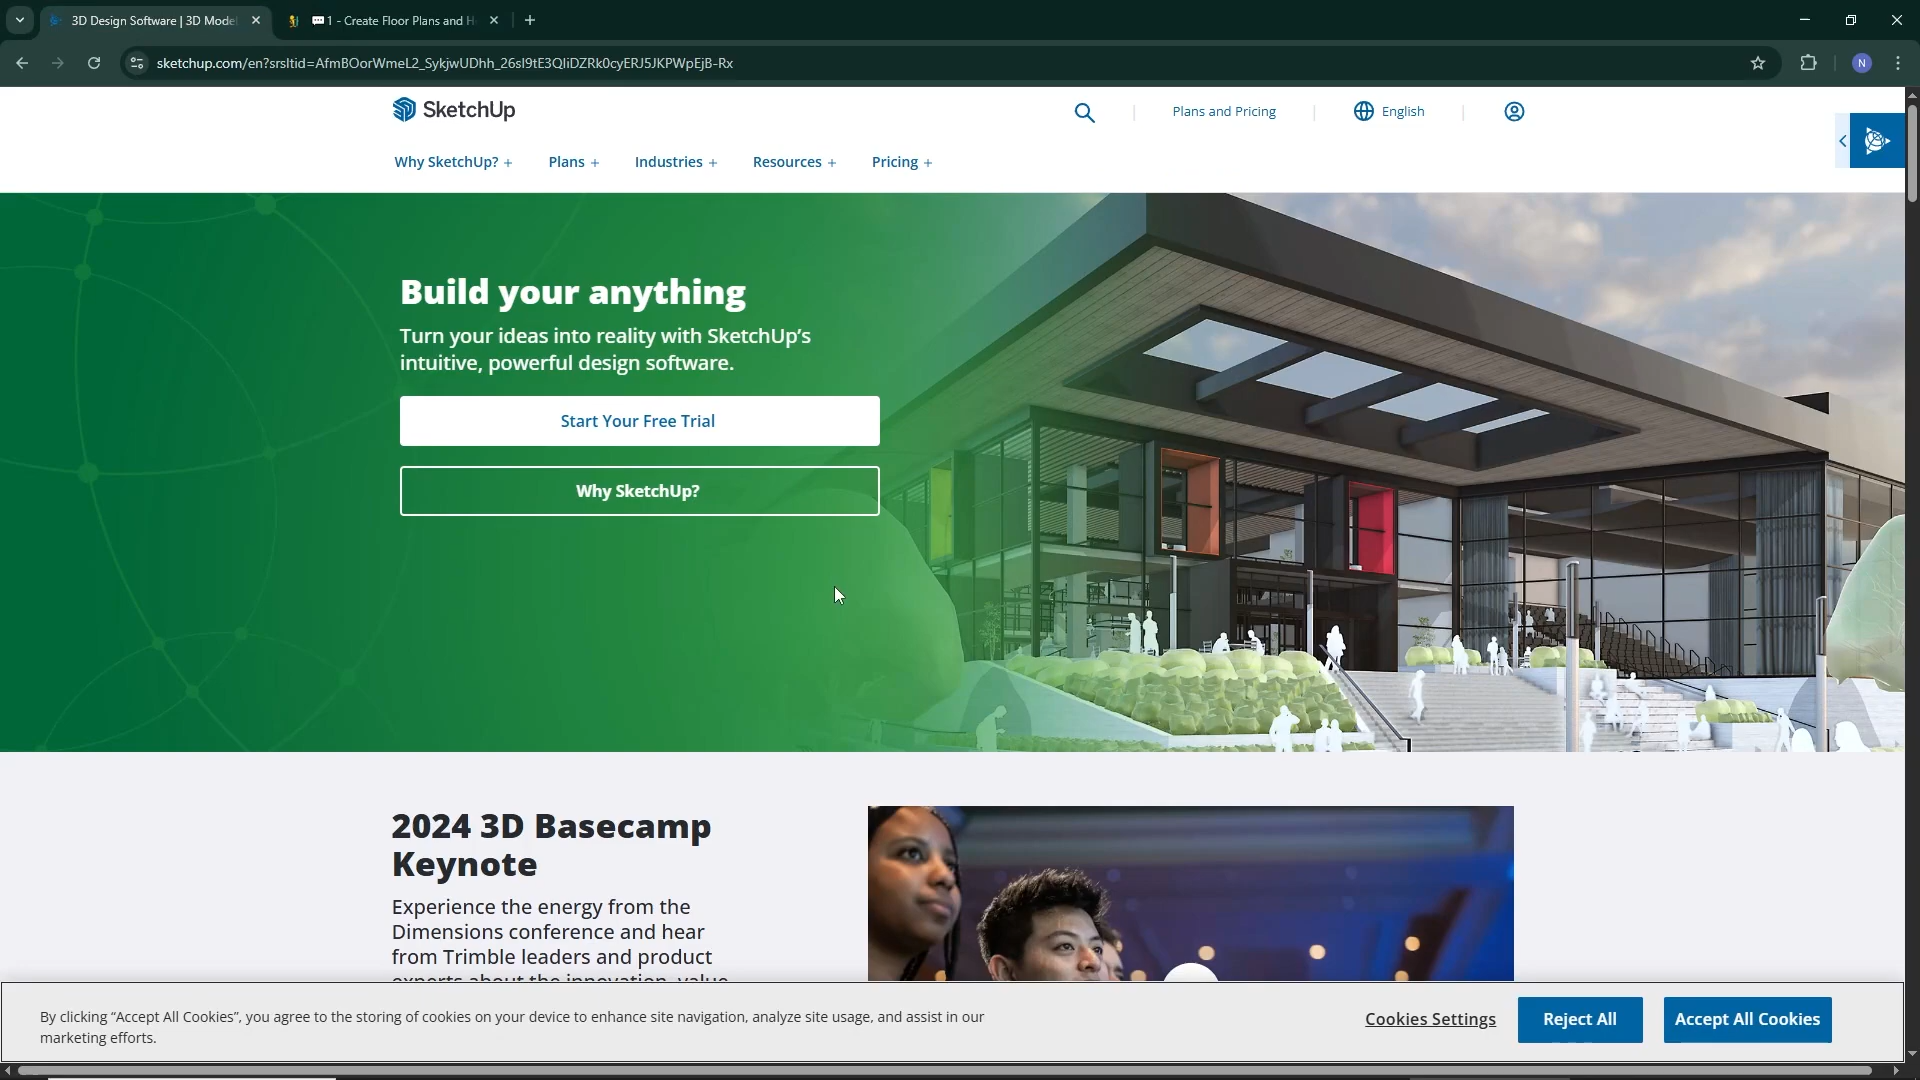 3D Design Software | 3D Model
1 - Create Floor Plans and H
sketchup.com/en?srsltid=AfmBOorWmeL2_SykjwUDhh_26sI9tE3QIiDZRk0cyERJ5JKPWpEjB-Rx
N
SketchUp
Plans and Pricing
English
Why SketchUp? +
Plans +
Industries +
Resources +
Pricing +
Build your anything
Turn your ideas into reality with SketchUp’s
intuitive, powerful design software.
Start Your Free Trial
Why SketchUp?
2024 3D Basecamp
Keynote
Experience the energy from the
Dimensions conference and hear
from Trimble leaders and product
experts about the innovation, value
By clicking “Accept All Cookies”, you agree to the storing of cookies on your device to enhance site navigation, analyze site usage, and assist in our
marketing efforts.
Cookies Settings
Reject All
Accept All Cookies